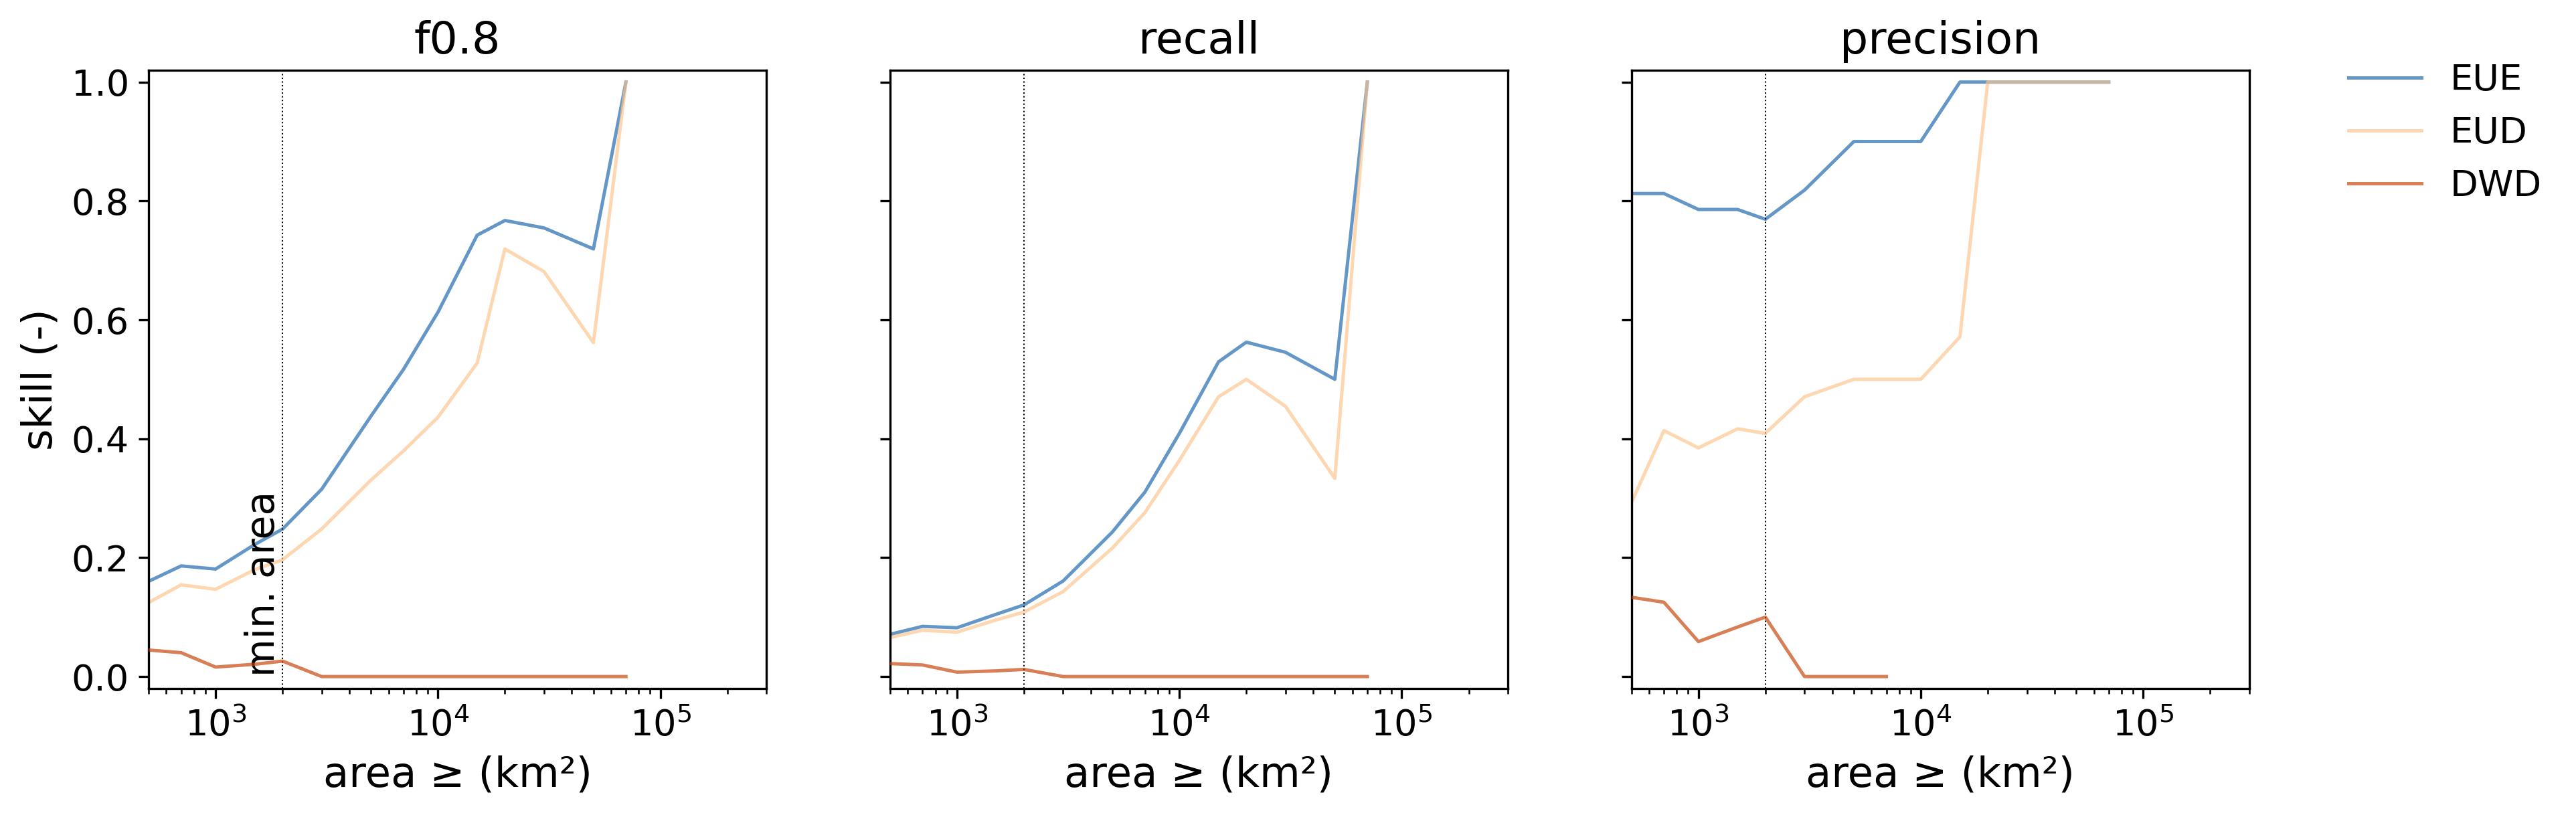 f0.8
recall
precision
skill (-)
1.0
0.8
0.6
0.4
0.2
0.0
min. area
10³
10⁴
10⁵
area ≥ (km²)
10³
10⁴
10⁵
area ≥ (km²)
10³
10⁴
10⁵
area ≥ (km²)
EUE
EUD
DWD